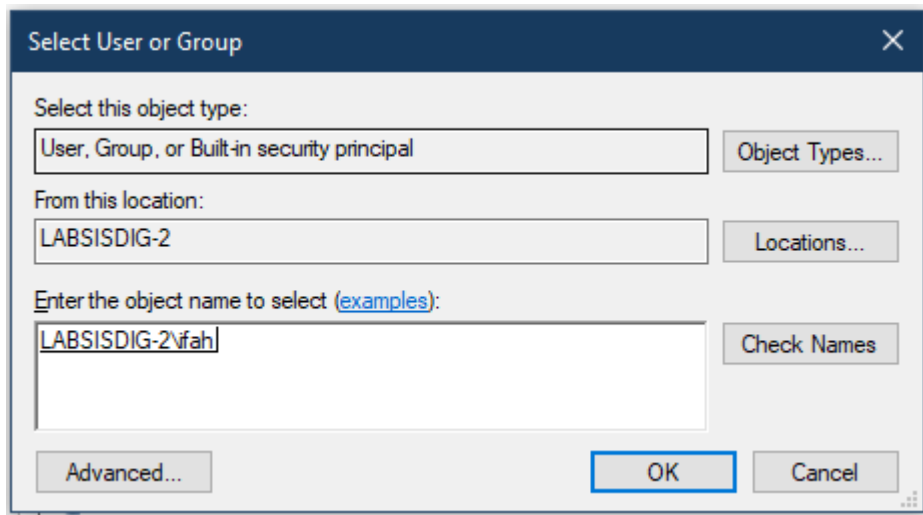 Select User or Group
Select this object type:
User, Group, or Built-in security principal
Object Types...
From this location:
LABSISDIG-2
Locations...
Enter the object name to select (examples):
LABSISDIG-2\ifah
Check Names
Advanced...
OK
Cancel